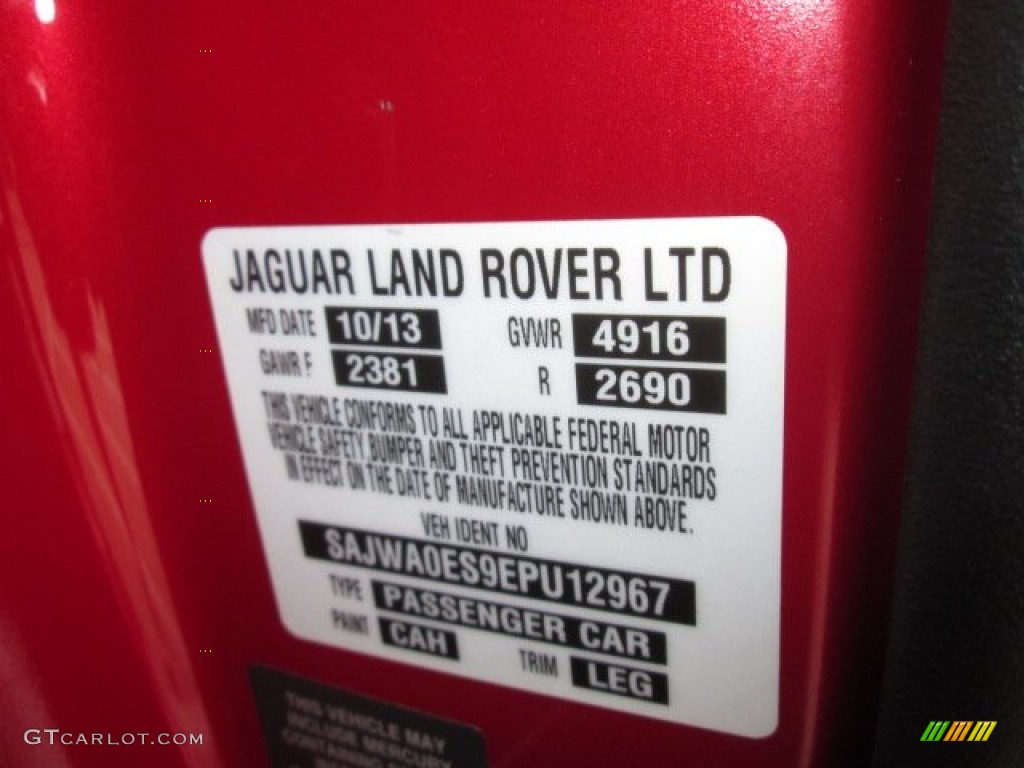 JAGUAR LAND ROVER LTD
MFD DATE 10/13 GVWR 4916
GAWR F 2381 R 2690
THIS VEHICLE CONFORMS TO ALL APPLICABLE FEDERAL MOTOR
VEHICLE SAFETY, BUMPER AND THEFT PREVENTION STANDARDS
IN EFFECT ON THE DATE OF MANUFACTURE SHOWN ABOVE.
VEH IDENT NO
SAJWA0ES9EPU12967
TYPE PASSENGER CAR
PAINT CAH TRIM LEG
THIS VEHICLE MAY
INCLUDE MERCURY
CONTAINING
GTCARLOT.COM